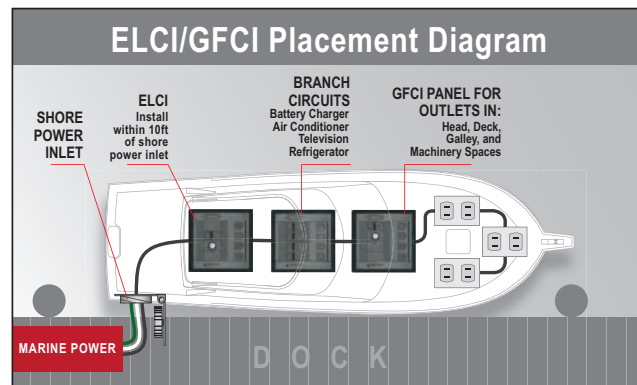 ELCI/GFCI Placement Diagram
SHORE
POWER
INLET
ELCI
Install
within 10ft
of shore
power inlet
BRANCH
CIRCUITS
Battery Charger
Air Conditioner
Television
Refrigerator
GFCI PANEL FOR
OUTLETS IN:
Head, Deck,
Galley, and
Machinery Spaces
MARINE POWER
DOCK